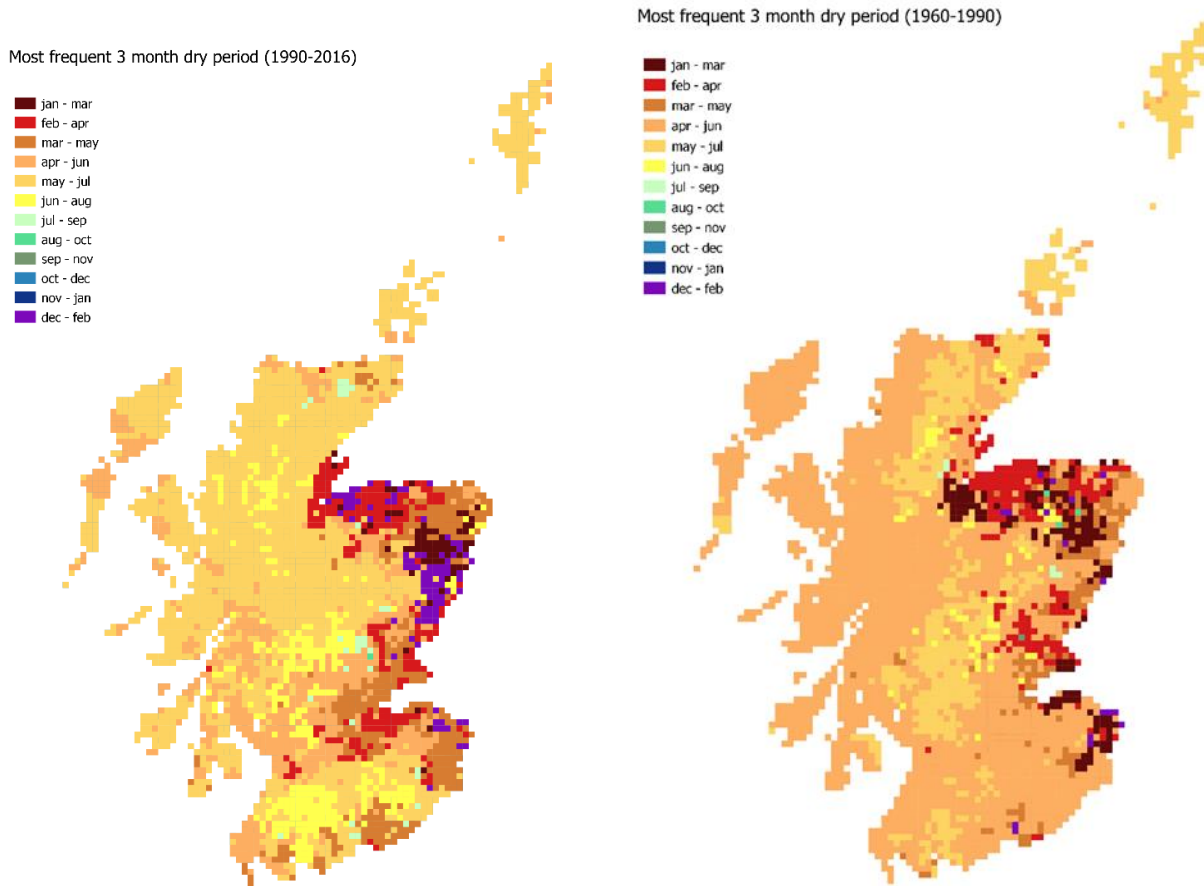 Most frequent 3 month dry period (1990-2016)
jan - mar
feb - apr
mar - may
apr - jun
may - jul
jun - aug
jul - sep
aug - oct
sep - nov
oct - dec
nov - jan
dec - feb
Most frequent 3 month dry period (1960-1990)
jan - mar
feb - apr
mar - may
apr - jun
may - jul
jun - aug
jul - sep
aug - oct
sep - nov
oct - dec
nov - jan
dec - feb